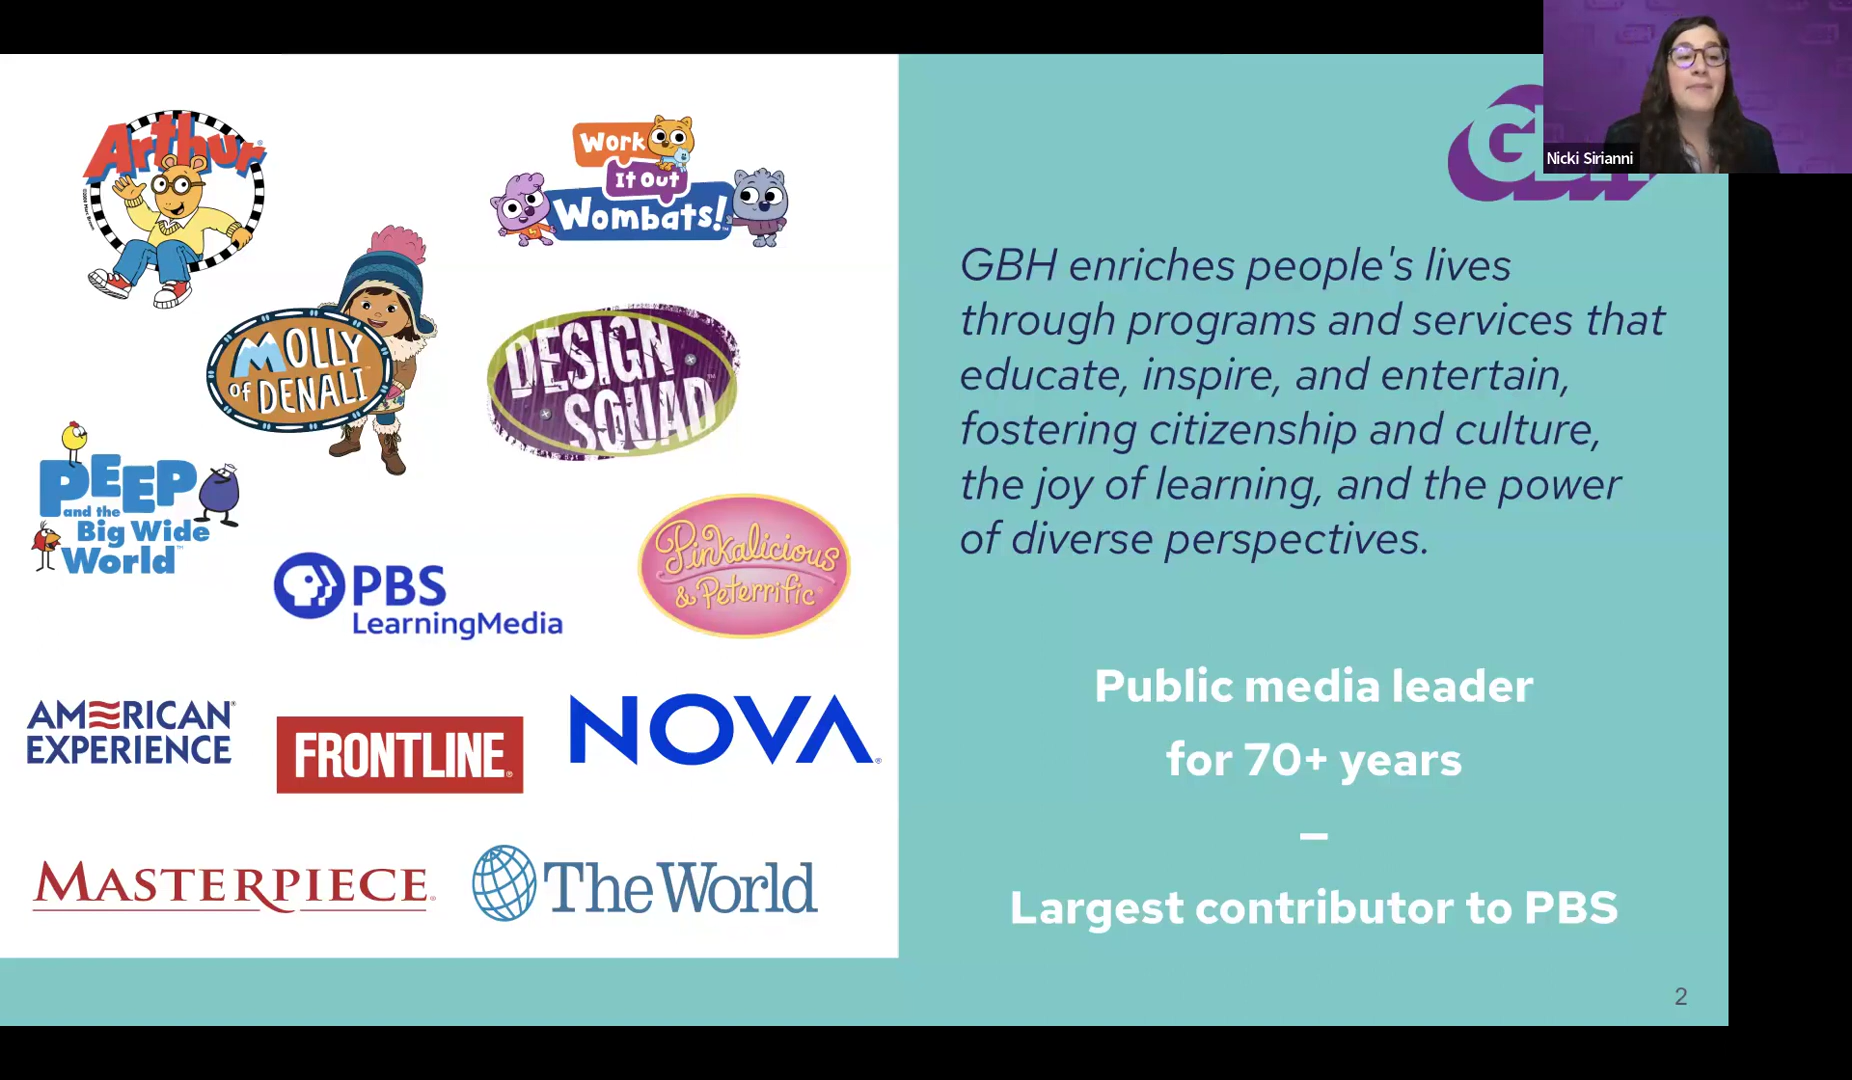 Arthur
Work
It Out
Wombats!
MOLLY
OF DENALI
DESIGN
SQUAD
PEEP
and the
Big Wide
World
Pinkalicious
& Peterrific
PBS
LearningMedia
AMERICAN
EXPERIENCE
FRONTLINE
NOVA
MASTERPIECE
The World
Nicki Sirianni
GBH enriches people's lives
through programs and services that
educate, inspire, and entertain,
fostering citizenship and culture,
the joy of learning, and the power
of diverse perspectives.
Public media leader
for 70+ years
–
Largest contributor to PBS
2